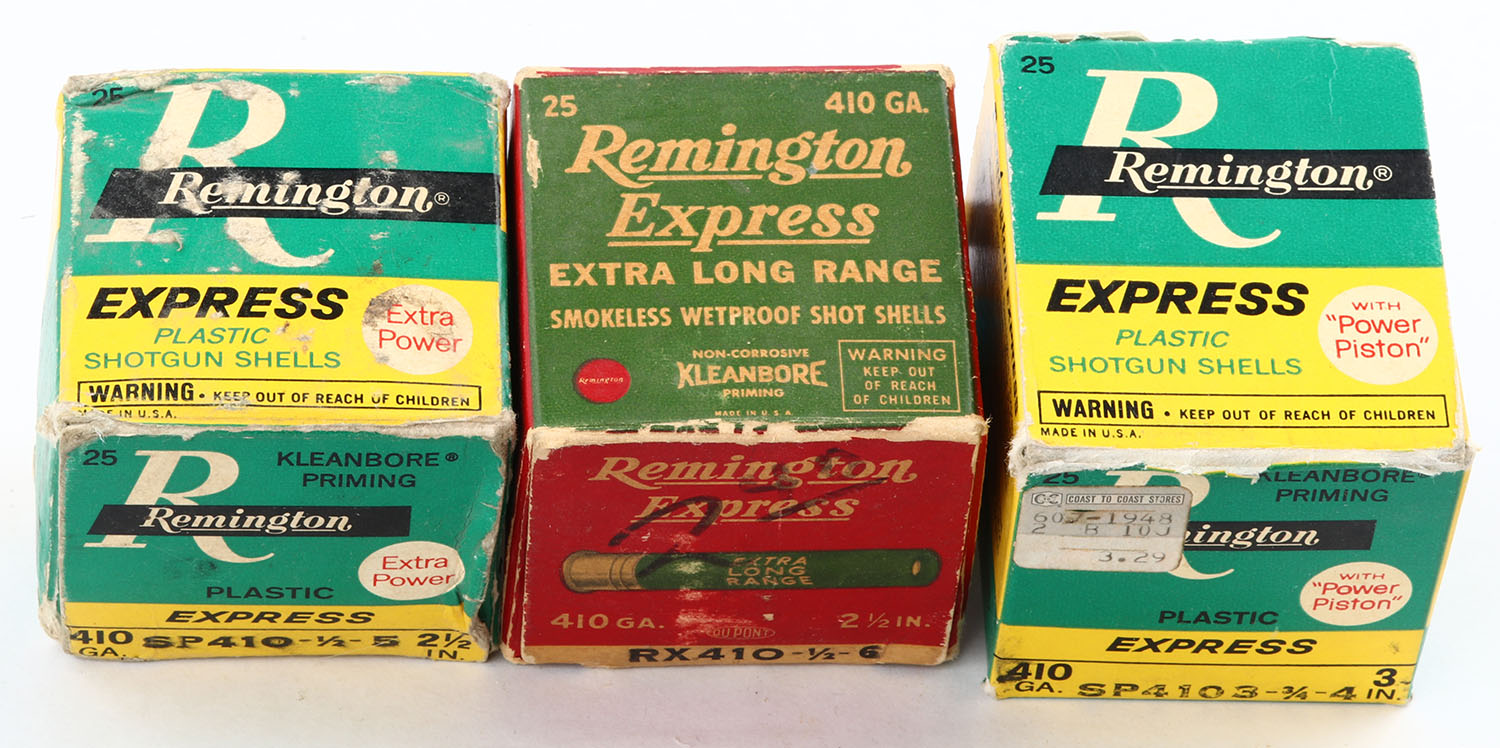 25
Remington®
EXPRESS
PLASTIC
SHOTGUN SHELLS
Extra
Power
WARNING • KEEP OUT OF REACH OF CHILDREN
MADE IN U.S.A.
25
R
KLEANBORE®
PRIMING
Remington
Extra
Power
PLASTIC
EXPRESS
410
GA.
SP410-½-5
2½
IN.
25
410 GA.
Remington
Express
EXTRA LONG RANGE
SMOKELESS WETPROOF SHOT SHELLS
Remington
NON-CORROSIVE
KLEANBORE
PRIMING
MADE IN U.S.A
WARNING
KEEP OUT
OF REACH
OF CHILDREN
Remington
Express
EXTRA
LONG
RANGE
410 GA.
DU PONT
2½ IN.
RX410-½-6
25
R
Remington®
EXPRESS
PLASTIC
SHOTGUN SHELLS
WITH
"Power
Piston"
WARNING • KEEP OUT OF REACH OF CHILDREN
MADE IN U.S.A.
25
KLEANBORE®
PRIMING
COAST TO COAST STORES
3.29
ington
WITH
"Power
Piston"
PLASTIC
EXPRESS
410
GA.
SP4103-¾-4
3
IN.